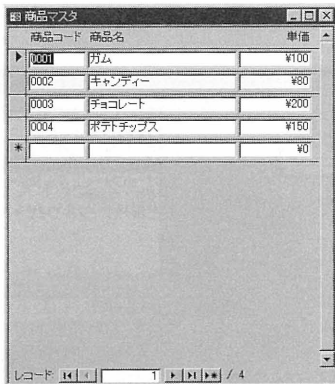 商品マスタ
商品コード 商品名 単価
0001 ガム ¥100
0002 キャンディー ¥80
0003 チョコレート ¥200
0004 ポテトチップス ¥150
* ¥0
レコード: 1 / 4